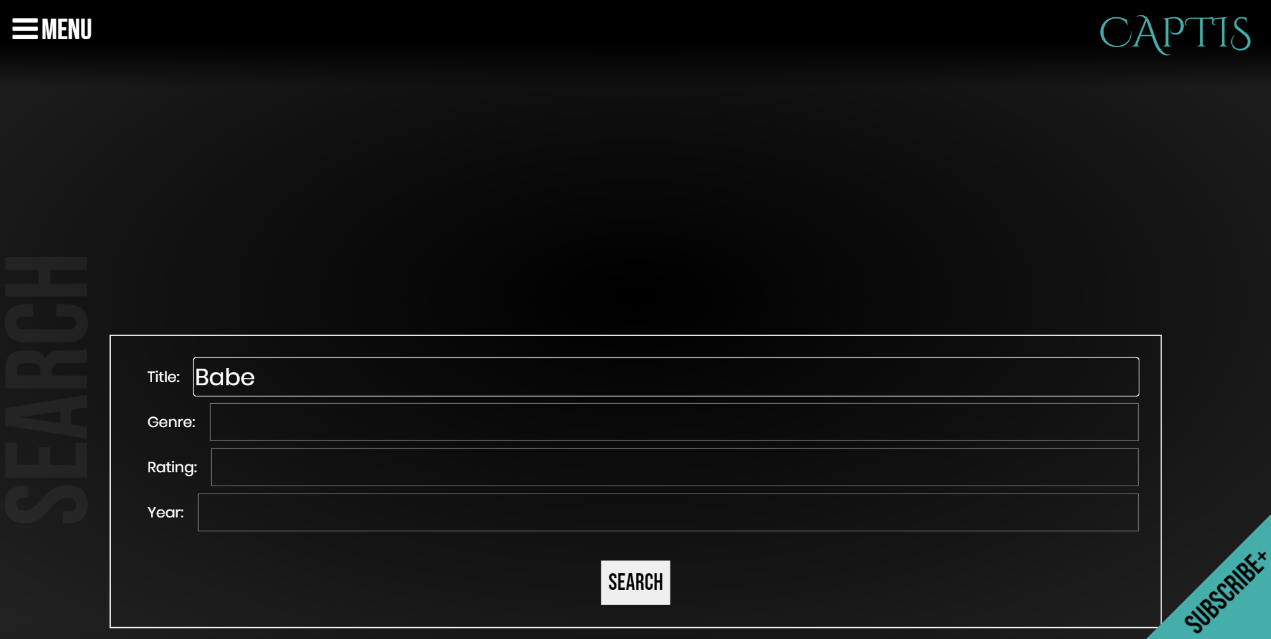 MENU
CAPTIS
SEARCH
Title: Babe
Genre:
Rating:
Year:
SEARCH
SUBSCRIBE+